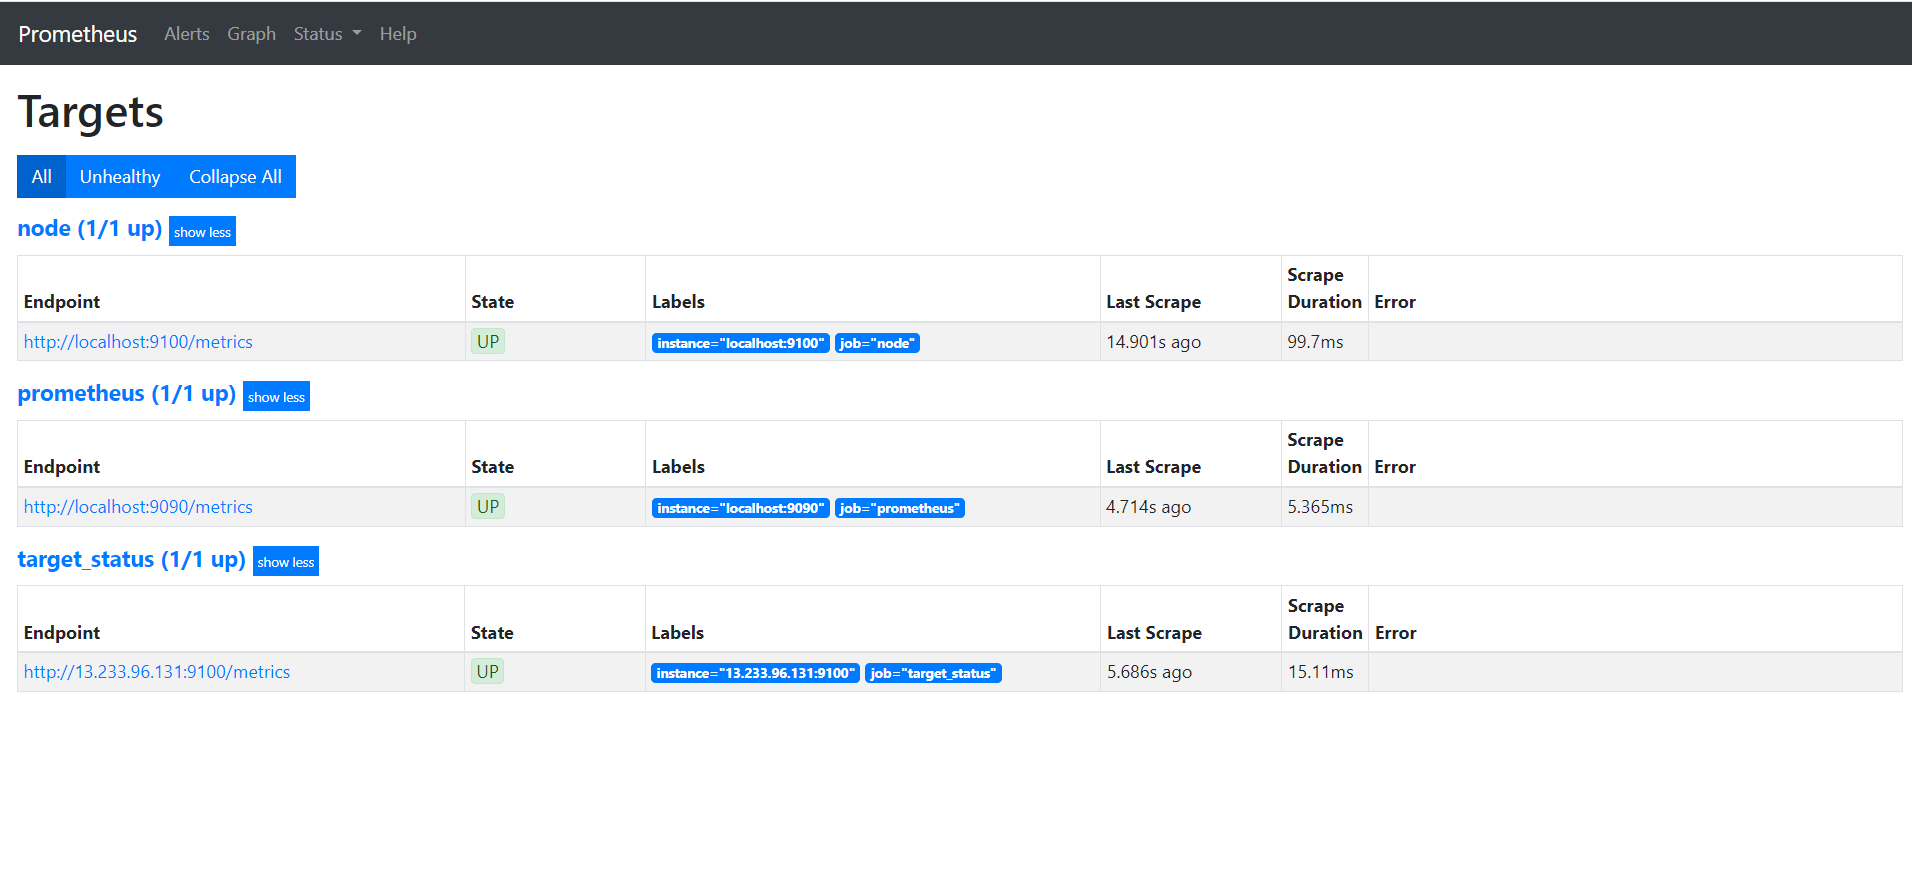 Prometheus Alerts Graph Status Help
Targets
All Unhealthy Collapse All
node (1/1 up) show less
Endpoint State Labels Last Scrape Scrape Duration Error
http://localhost:9100/metrics UP instance="localhost:9100" job="node" 14.901s ago 99.7ms
prometheus (1/1 up) show less
Endpoint State Labels Last Scrape Scrape Duration Error
http://localhost:9090/metrics UP instance="localhost:9090" job="prometheus" 4.714s ago 5.365ms
target_status (1/1 up) show less
Endpoint State Labels Last Scrape Scrape Duration Error
http://13.233.96.131:9100/metrics UP instance="13.233.96.131:9100" job="target_status" 5.686s ago 15.11ms